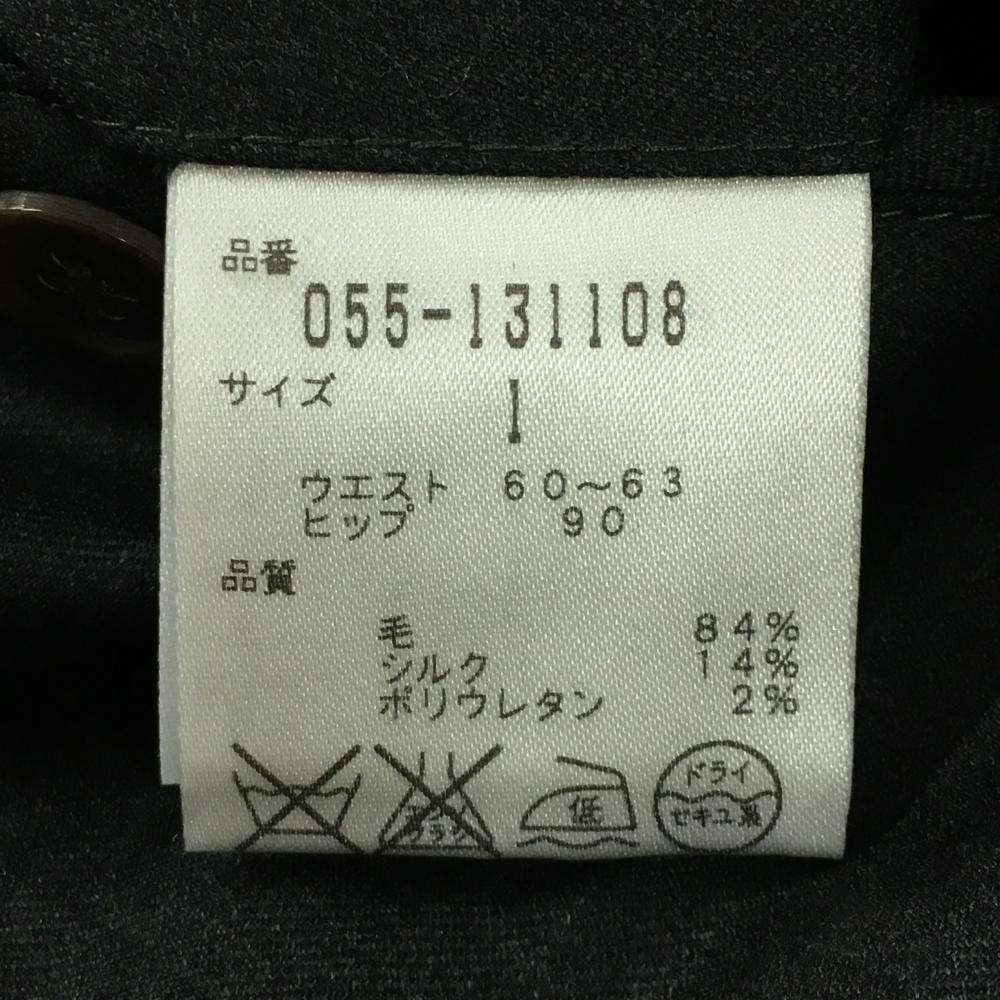 品番
055-131108
サイズ 1
ウエスト 60～63
ヒップ 90
品質
毛 84%
シルク 14%
ポリウレタン 2%
低
ドライ
セキユ系